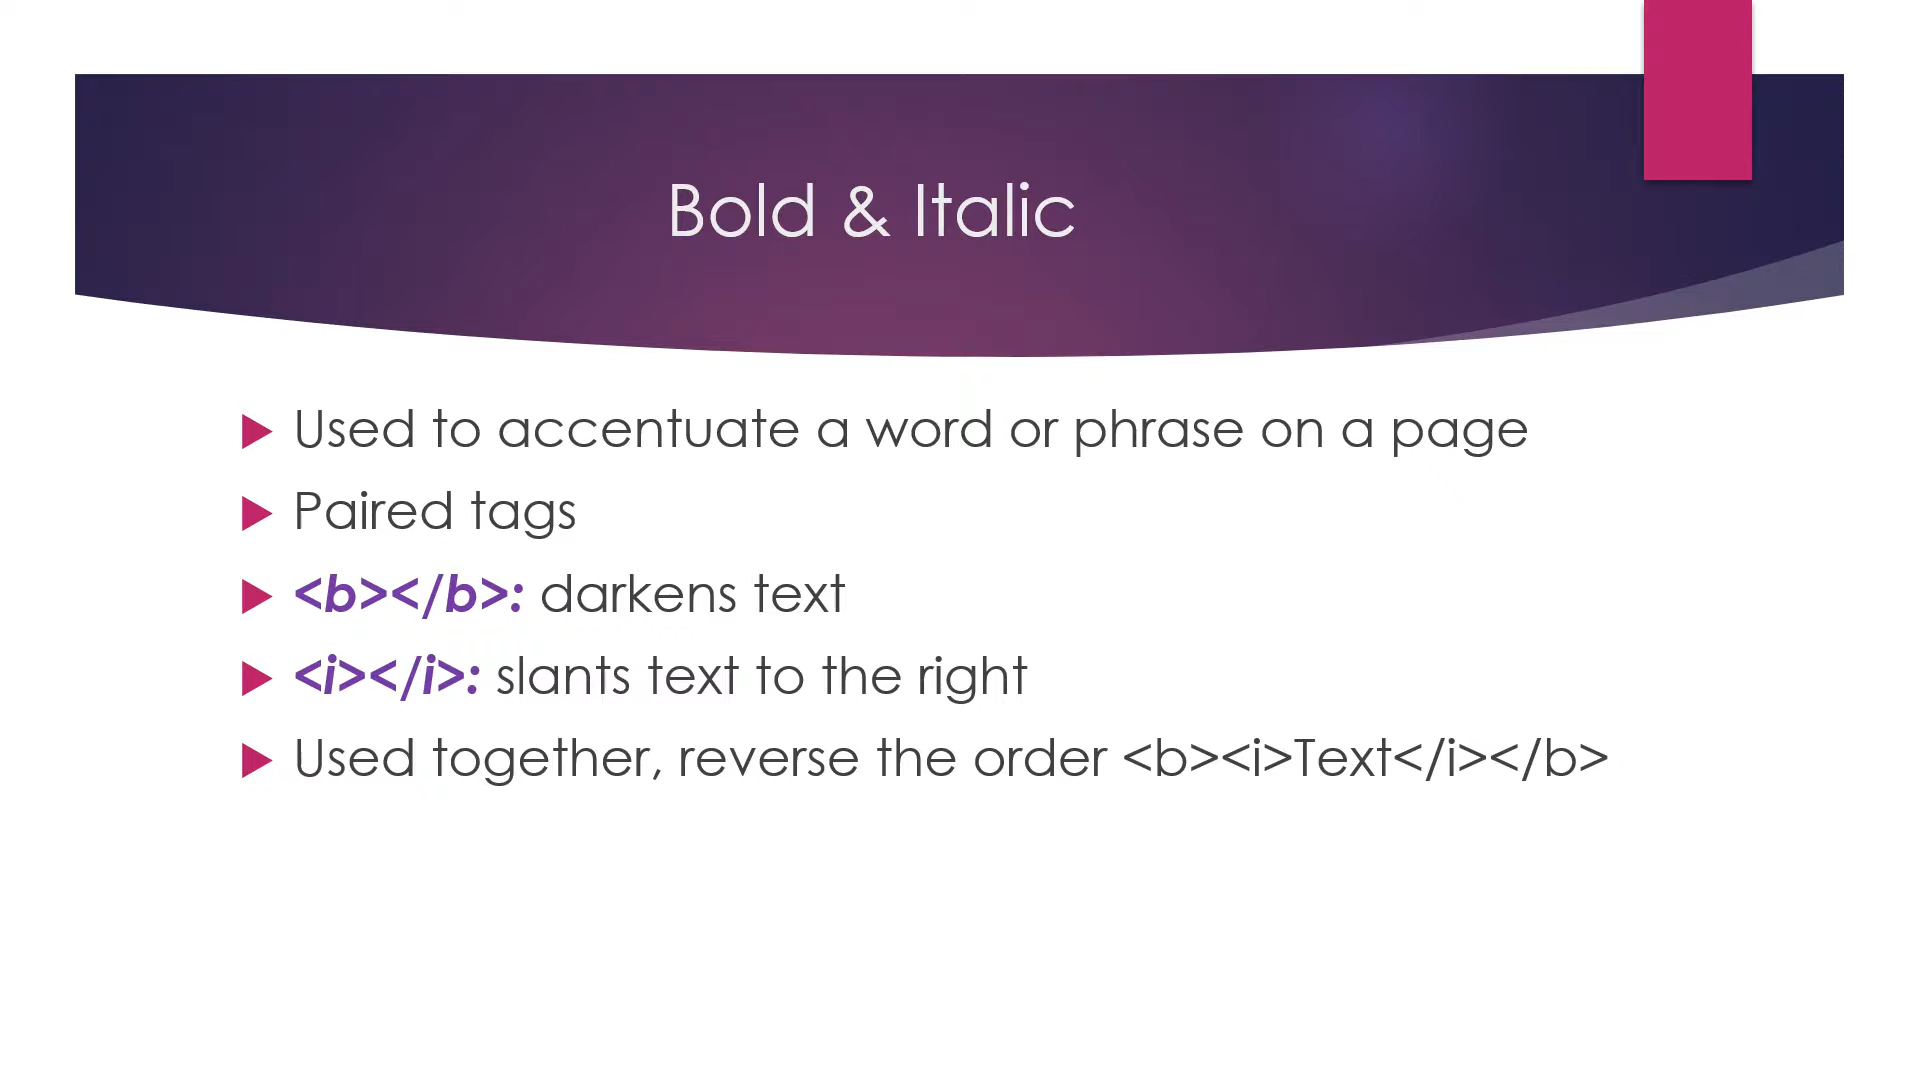 Bold & Italic
Used to accentuate a word or phrase on a page
Paired tags
<b></b>: darkens text
<i></i>: slants text to the right
Used together, reverse the order <b><i>Text</i></b>